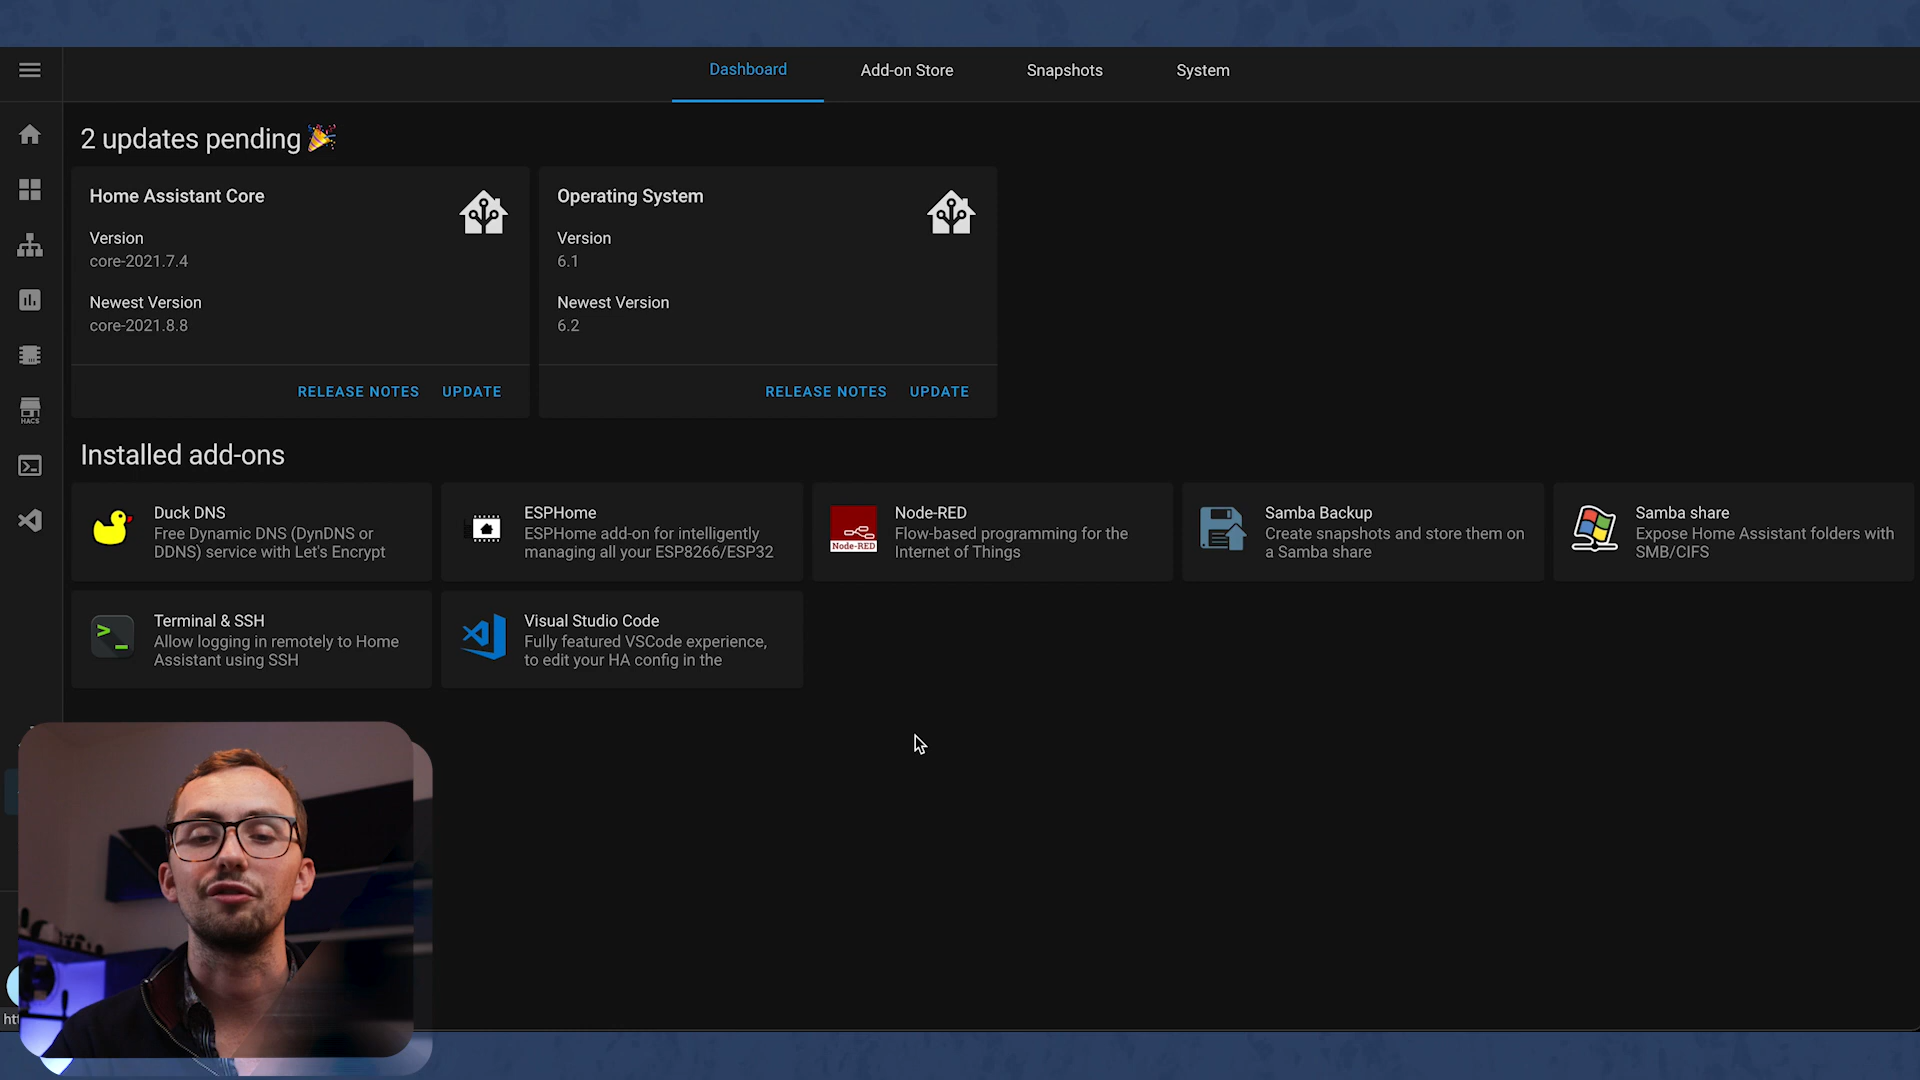 Dashboard
Add-on Store
Snapshots
System
2 updates pending
Home Assistant Core
Version
core-2021.7.4
Newest Version
core-2021.8.8
RELEASE NOTES
UPDATE
Operating System
Version
6.1
Newest Version
6.2
RELEASE NOTES
UPDATE
HACS
Installed add-ons
Duck DNS
Free Dynamic DNS (DynDNS or
DDNS) service with Let's Encrypt
ESPHome
ESPHome add-on for intelligently
managing all your ESP8266/ESP32
Node-RED
Node-RED
Flow-based programming for the
Internet of Things
Samba Backup
Create snapshots and store them on
a Samba share
Samba share
Expose Home Assistant folders with
SMB/CIFS
Terminal & SSH
Allow logging in remotely to Home
Assistant using SSH
Visual Studio Code
Fully featured VSCode experience,
to edit your HA config in the